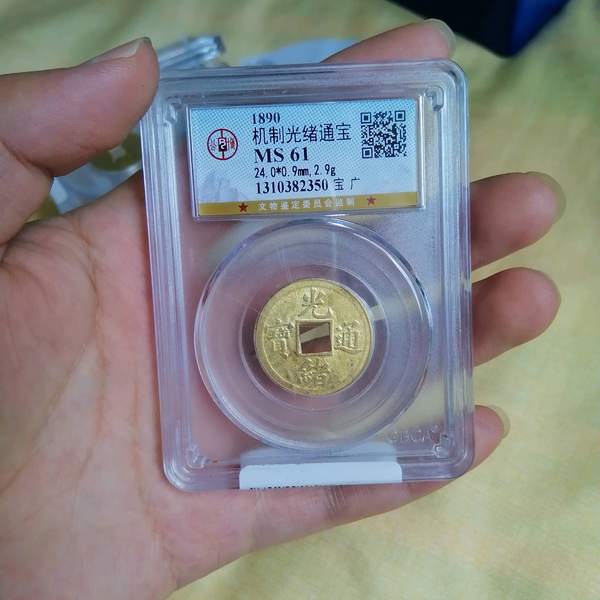 1890
机制光绪通宝
MS 61
24.0*0.9mm,2.9g
1310382350 宝 广
★ 文物鉴定委员会监制 ★
光
寶 通
緒
GBCA